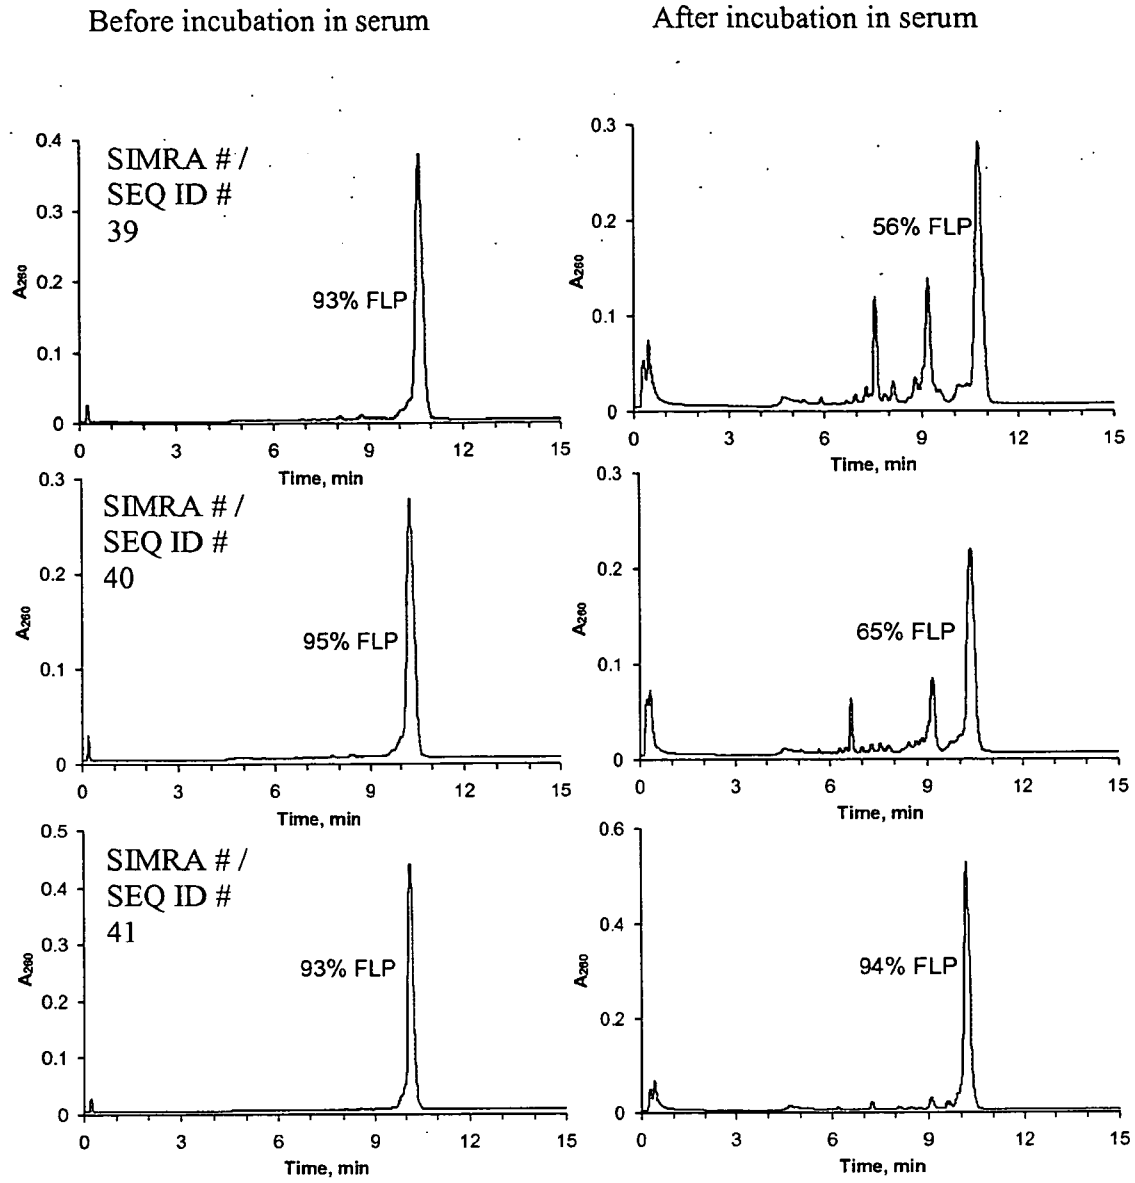 Before incubation in serum
After incubation in serum
SIMRA # /
SEQ ID #
39
93% FLP
A260
0.4
0.3
0.2
0.1
0
0 3 6 9 12 15
Time, min
56% FLP
A260
0.3
0.2
0.1
0
0 3 6 9 12 15
Time, min
SIMRA # /
SEQ ID #
40
95% FLP
A260
0.3
0.2
0.1
0
0 3 6 9 12 15
Time, min
65% FLP
A260
0.3
0.2
0.1
0
0 3 6 9 12 15
Time, min
SIMRA # /
SEQ ID #
41
93% FLP
A260
0.5
0.4
0.3
0.2
0.1
0
0 3 6 9 12 15
Time, min
94% FLP
A260
0.6
0.4
0.2
0
0 3 6 9 12 15
Time, min